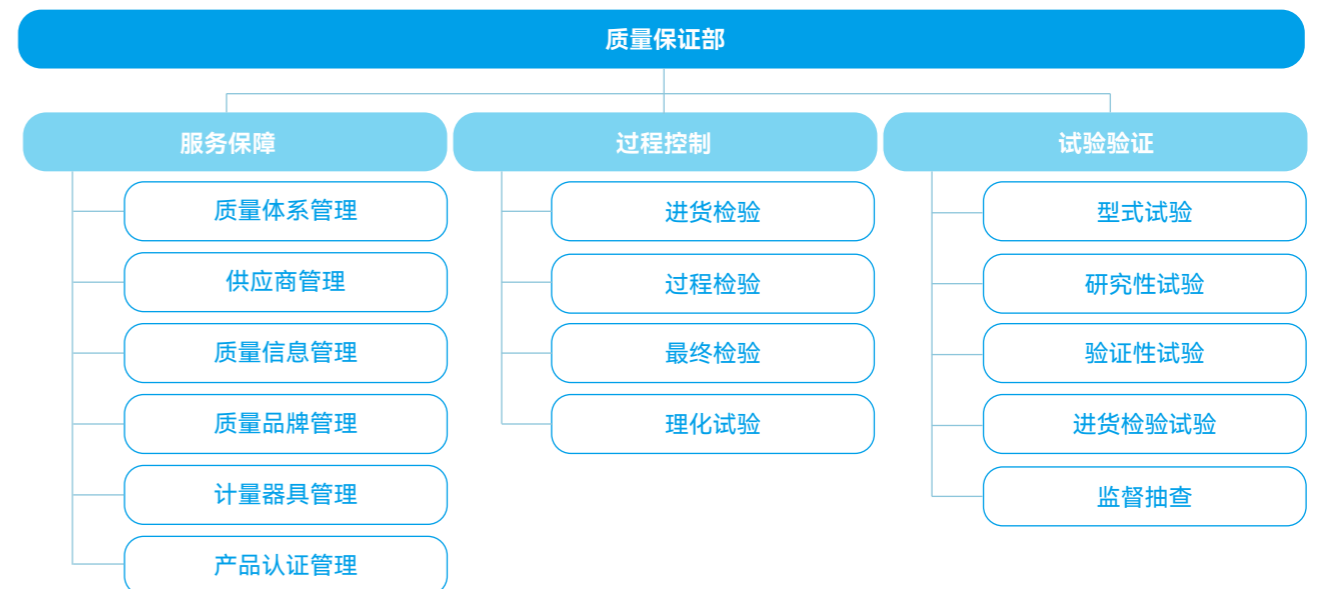 质量保证部
服务保障
质量体系管理
供应商管理
质量信息管理
质量品牌管理
计量器具管理
产品认证管理
过程控制
进货检验
过程检验
最终检验
理化试验
试验验证
型式试验
研究性试验
验证性试验
进货检验试验
监督抽查